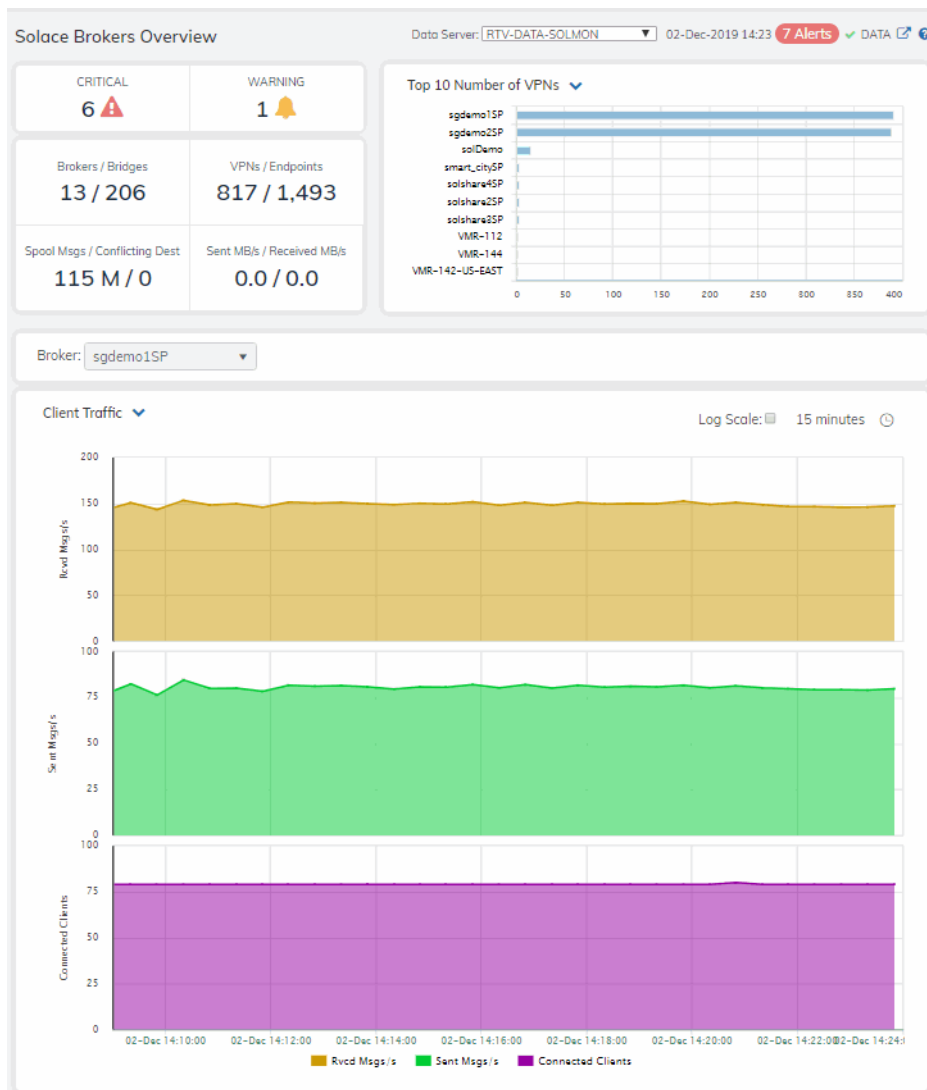 Solace Brokers Overview
Data Server: RTV-DATA-SOLMON 02-Dec-2019 14:23 7 Alerts DATA
CRITICAL
6
WARNING
1
Brokers / Bridges
13 / 206
VPNs / Endpoints
817 / 1,493
Spool Msgs / Conflicting Dest
115 M / 0
Sent MB/s / Received MB/s
0.0 / 0.0
Top 10 Number of VPNs
sgdemo1SP
sgdemo2SP
solDemo
smart_citySP
solshare4SP
solshare2SP
solshare3SP
VMR-112
VMR-144
VMR-142-US-EAST
0 50 100 150 200 250 300 350 400
Broker: sgdemo1SP
Client Traffic
Log Scale: 15 minutes
200
150
100
50
0
Rcvd Msgs/s
100
75
50
25
0
Sent Msgs/s
100
75
50
25
0
Connected Clients
02-Dec 14:10:00 02-Dec 14:12:00 02-Dec 14:14:00 02-Dec 14:16:00 02-Dec 14:18:00 02-Dec 14:20:00 02-Dec 14:22:00 02-Dec 14:24:0
Rvcd Msgs/s Sent Msgs/s Connected Clients